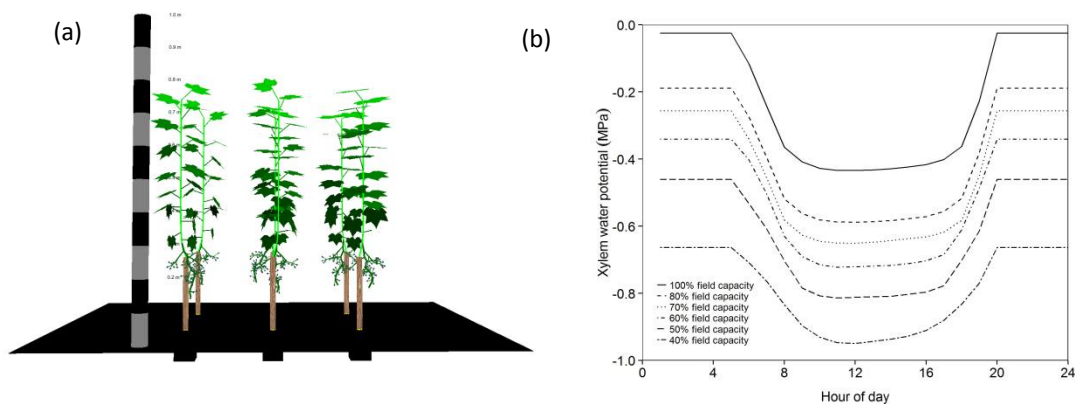 (a)
1.0 m
0.9 m
0.8 m
0.7 m
0.2 m
(b)
Xylem water potential (MPa)
0.0
-0.2
-0.4
-0.6
-0.8
-1.0
100% field capacity
80% field capacity
70% field capacity
60% field capacity
50% field capacity
40% field capacity
0 4 8 12 16 20 24
Hour of day